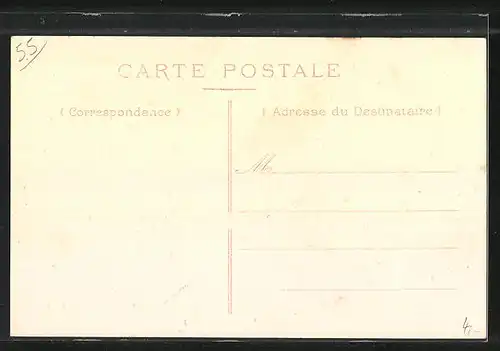 55
CARTE POSTALE
( Correspondance )
( Adresse du Destinataire )
M
4,-